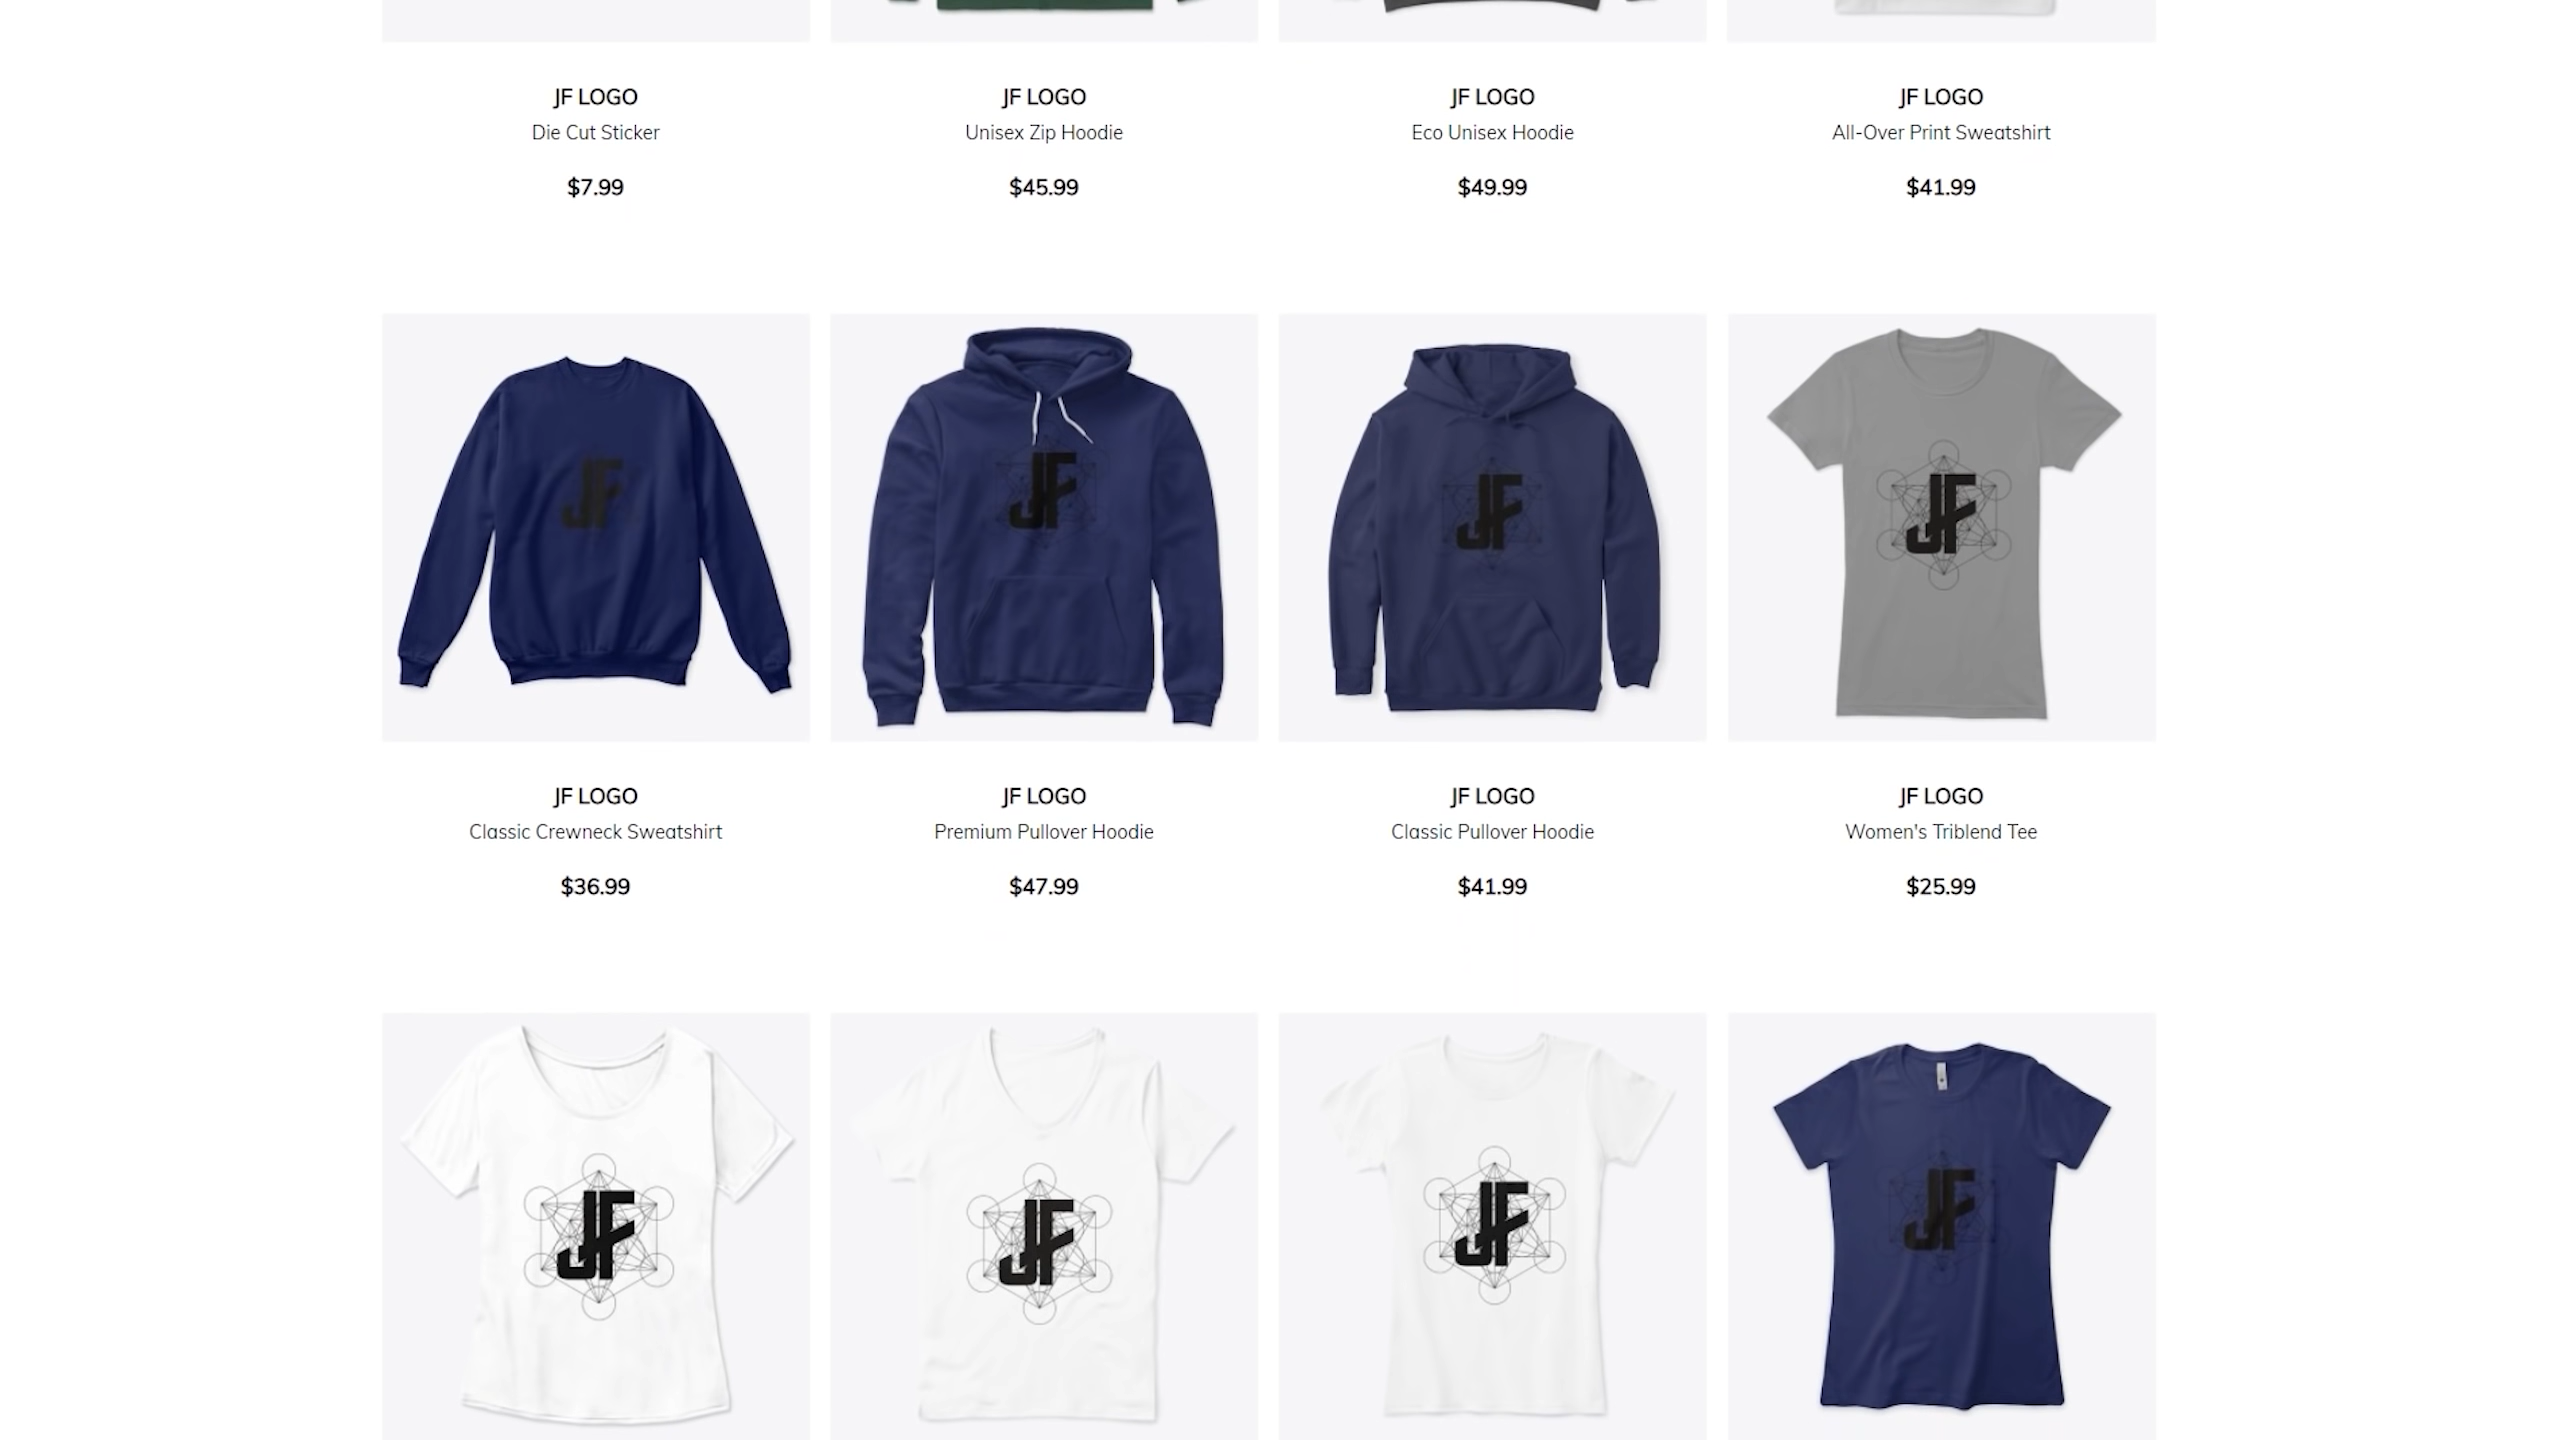 JF LOGO
Die Cut Sticker
$7.99
JF LOGO
Unisex Zip Hoodie
$45.99
JF LOGO
Eco Unisex Hoodie
$49.99
JF LOGO
All-Over Print Sweatshirt
$41.99
JF
JF
JF
JF
JF LOGO
Classic Crewneck Sweatshirt
$36.99
JF LOGO
Premium Pullover Hoodie
$47.99
JF LOGO
Classic Pullover Hoodie
$41.99
JF LOGO
Women's Triblend Tee
$25.99
JF
JF
JF
JF